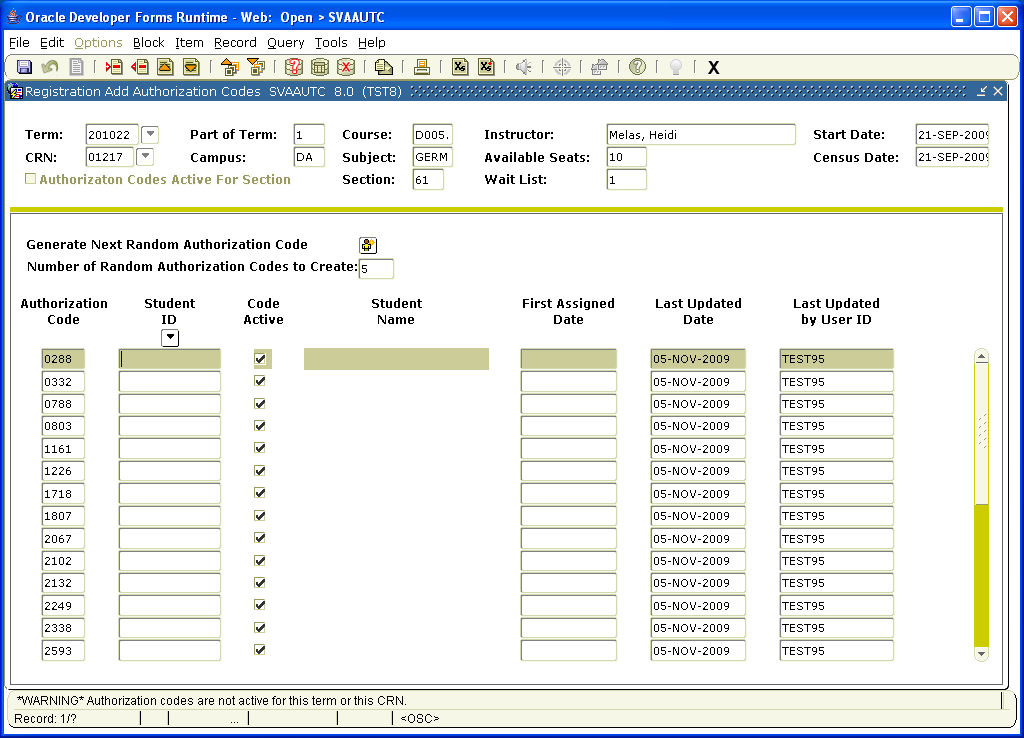 Oracle Developer Forms Runtime - Web: Open > SVAAUTC
File Edit Options Block Item Record Query Tools Help
X
Registration Add Authorization Codes SVAAUTC 8.0 (TST8)
Term: 201022 Part of Term: 1 Course: D005. Instructor: Melas, Heidi Start Date: 21-SEP-2009
CRN: 01217 Campus: DA Subject: GERM Available Seats: 10 Census Date: 21-SEP-2009
Authorizaton Codes Active For Section Section: 61 Wait List: 1
Generate Next Random Authorization Code
Number of Random Authorization Codes to Create: 5
Authorization Student Code Student First Assigned Last Updated Last Updated
Code ID Active Name Date Date by User ID
0288 05-NOV-2009 TEST95
0332 05-NOV-2009 TEST95
0788 05-NOV-2009 TEST95
0803 05-NOV-2009 TEST95
1161 05-NOV-2009 TEST95
1226 05-NOV-2009 TEST95
1718 05-NOV-2009 TEST95
1807 05-NOV-2009 TEST95
2067 05-NOV-2009 TEST95
2102 05-NOV-2009 TEST95
2132 05-NOV-2009 TEST95
2249 05-NOV-2009 TEST95
2338 05-NOV-2009 TEST95
2593 05-NOV-2009 TEST95
*WARNING* Authorization codes are not active for this term or this CRN.
Record: 1/? ... <OSC>